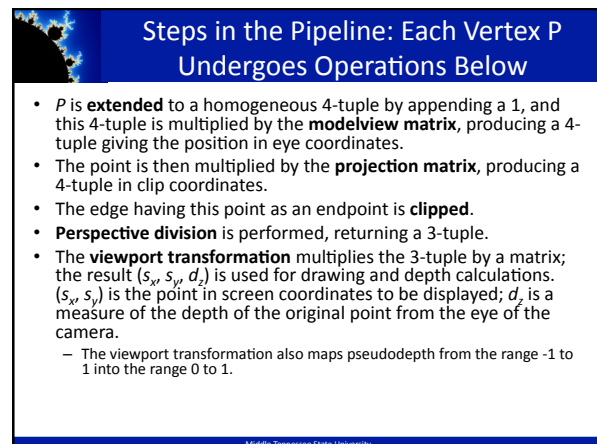 Steps in the Pipeline: Each Vertex P
Undergoes Operations Below
• P is extended to a homogeneous 4-tuple by appending a 1, and
this 4-tuple is multiplied by the modelview matrix, producing a 4-
tuple giving the position in eye coordinates.
• The point is then multiplied by the projection matrix, producing a
4-tuple in clip coordinates.
• The edge having this point as an endpoint is clipped.
• Perspective division is performed, returning a 3-tuple.
• The viewport transformation multiplies the 3-tuple by a matrix;
the result (sx, sy, dz) is used for drawing and depth calculations.
(sx, sy) is the point in screen coordinates to be displayed; dz is a
measure of the depth of the original point from the eye of the
camera.
– The viewport transformation also maps pseudodepth from the range -1 to
1 into the range 0 to 1.
Middle Tennessee State University